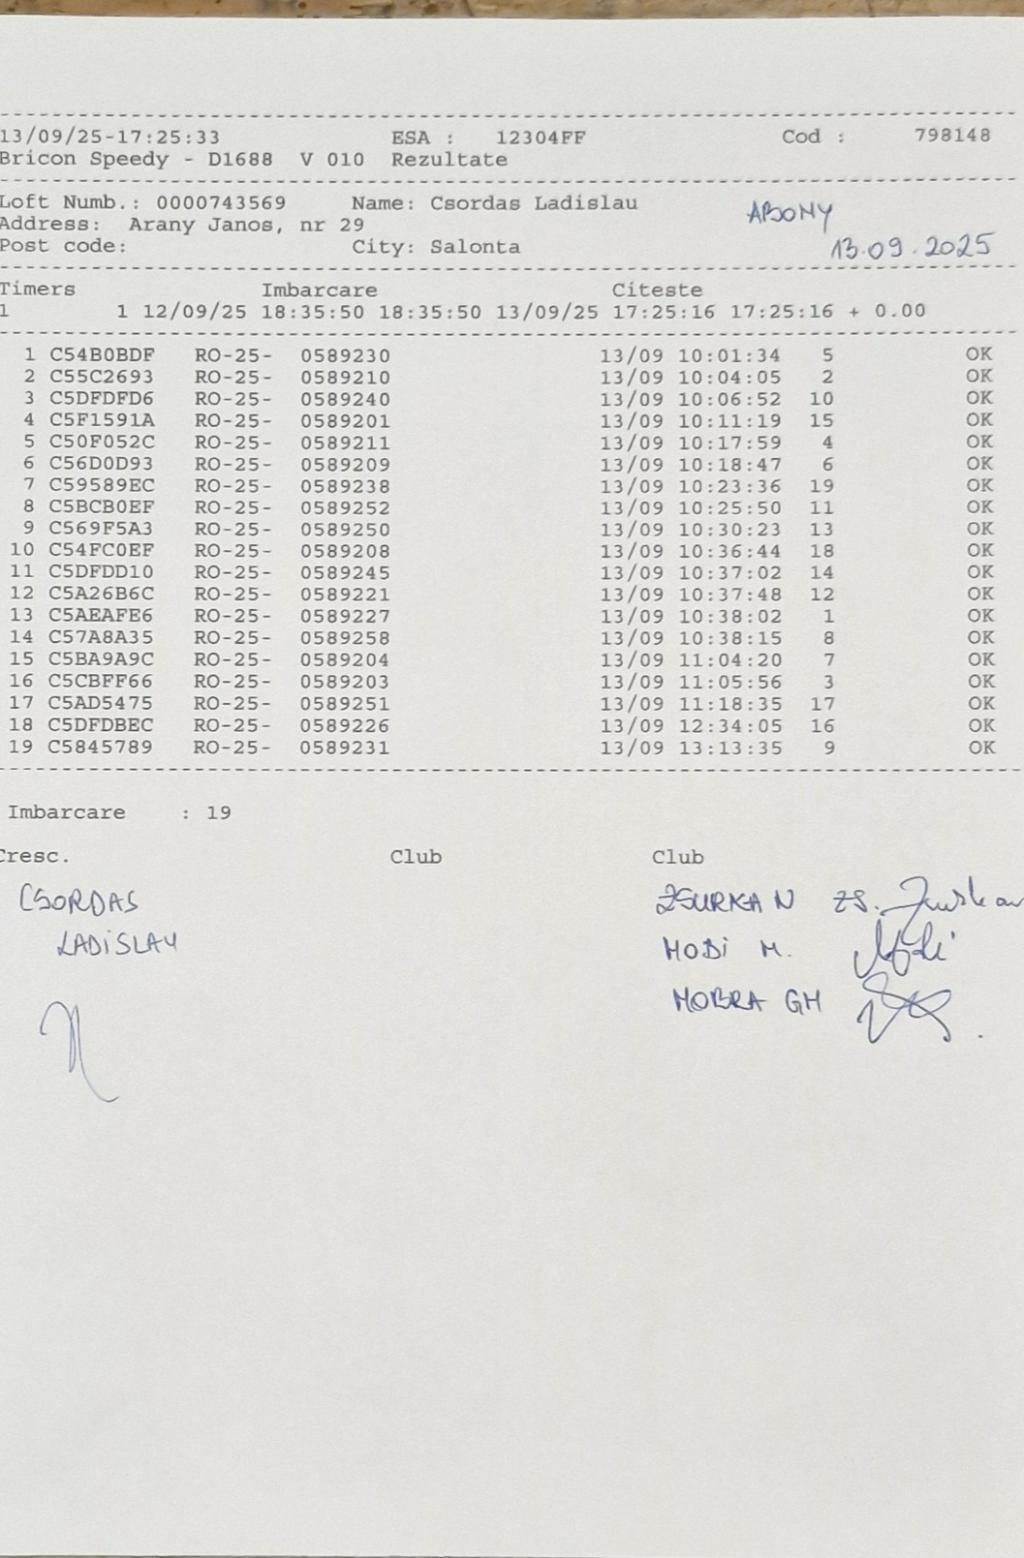 13/09/25-17:25:33 ESA : 12304FF Cod : 798148
Bricon Speedy - D1688 V 010 Rezultate
Loft Numb.: 0000743569 Name: Csordas Ladislau
ABONY
Address: Arany Janos, nr 29
Post code: City: Salonta
13.09.2025
Timers Imbarcare Citeste
1 1 12/09/25 18:35:50 18:35:50 13/09/25 17:25:16 17:25:16 + 0.00
1 C54B0BDF RO-25- 0589230 13/09 10:01:34 5 OK
2 C55C2693 RO-25- 0589210 13/09 10:04:05 2 OK
3 C5DFDFD6 RO-25- 0589240 13/09 10:06:52 10 OK
4 C5F1591A RO-25- 0589201 13/09 10:11:19 15 OK
5 C50F052C RO-25- 0589211 13/09 10:17:59 4 OK
6 C56D0D93 RO-25- 0589209 13/09 10:18:47 6 OK
7 C59589EC RO-25- 0589238 13/09 10:23:36 19 OK
8 C5BCB0EF RO-25- 0589252 13/09 10:25:50 11 OK
9 C569F5A3 RO-25- 0589250 13/09 10:30:23 13 OK
10 C54FC0EF RO-25- 0589208 13/09 10:36:44 18 OK
11 C5DFDD10 RO-25- 0589245 13/09 10:37:02 14 OK
12 C5A26B6C RO-25- 0589221 13/09 10:37:48 12 OK
13 C5AEAFE6 RO-25- 0589227 13/09 10:38:02 1 OK
14 C57A8A35 RO-25- 0589258 13/09 10:38:15 8 OK
15 C5BA9A9C RO-25- 0589204 13/09 11:04:20 7 OK
16 C5CBFF66 RO-25- 0589203 13/09 11:05:56 3 OK
17 C5AD5475 RO-25- 0589251 13/09 11:18:35 17 OK
18 C5DFDBEC RO-25- 0589226 13/09 12:34:05 16 OK
19 C5845789 RO-25- 0589231 13/09 13:13:35 9 OK
Imbarcare : 19
Cresc. Club Club
CSORDAS ZSURKA N ZS.
LADISLAU MODI M.
MOBRA GH